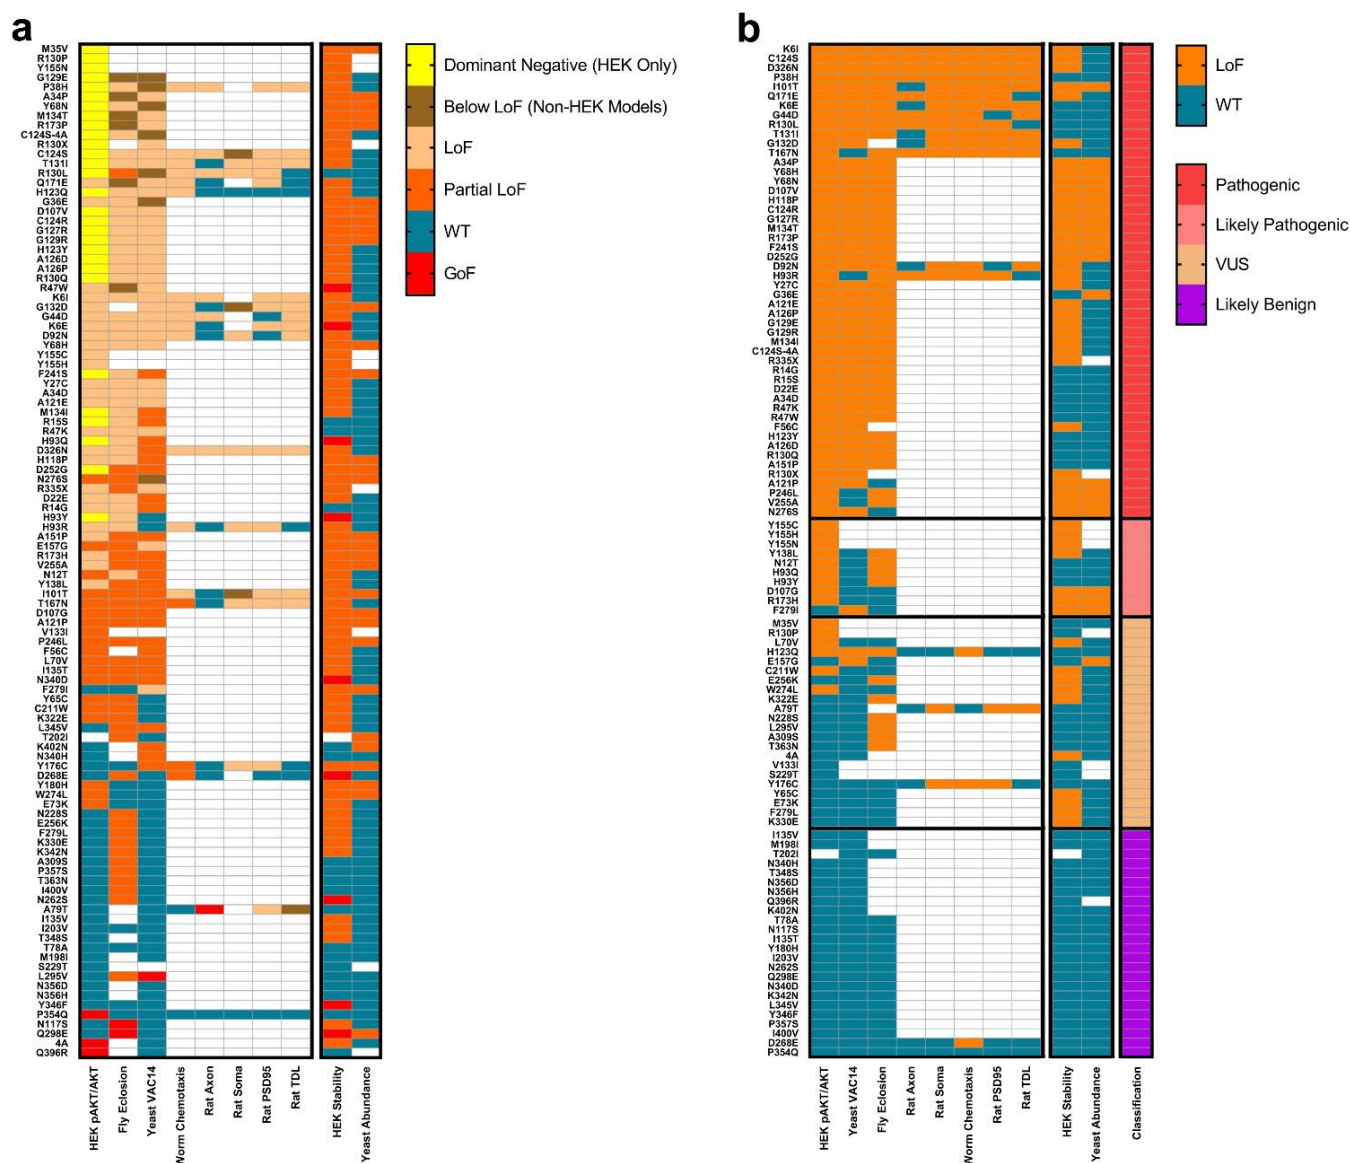 a
M35V
R130P
Y155N
G129E
P38H
A34P
Y68N
M134T
R173P
C124S-4A
R130X
C124S
T131I
R130L
Q171E
H123Q
G36E
D107V
C124R
G127R
G129R
H123Y
A126D
A126P
R130Q
R47W
K6I
G132D
G44D
K6E
D92N
Y68H
Y155C
Y155H
F241S
Y27C
A34D
A121E
M134I
R15S
R47K
H93Q
D326N
H118P
D252G
N276S
R335X
D22E
R14G
H93Y
H93R
A151P
E157G
R173H
V255A
N12T
Y138L
I101T
T167N
D107G
A121P
V133I
P246L
F56C
L70V
I135T
N340D
F279I
Y65C
C211W
K322E
L345V
T202I
K402N
N340H
Y176C
D268E
Y180H
W274L
E73K
N228S
E256K
F279L
K330E
K342N
A309S
P357S
T363N
I400V
N262S
A79T
I135V
I203V
T348S
T78A
M198I
S229T
L295V
N356D
N356H
Y346F
P354Q
N117S
Q298E
4A
Q396R
HEK pAKT/AKT
Fly Eclosion
Yeast VAC14
Worm Chemotaxis
Rat Axon
Rat Soma
Rat PSD95
Rat TDL
HEK Stability
Yeast Abundance
Dominant Negative (HEK Only)
Below LoF (Non-HEK Models)
LoF
Partial LoF
WT
GoF
b
K6I
C124S
D326N
P38H
I101T
Q171E
K6E
G44D
R130L
T131I
G132D
T167N
A34P
Y68H
Y68N
D107V
H118P
C124R
G127R
M134T
R173P
F241S
D252G
D92N
H93R
Y27C
G36E
A121E
A126P
G129E
G129R
M134I
C124S-4A
R335X
R14G
R15S
D22E
A34D
R47K
R47W
F56C
H123Y
A126D
R130Q
A151P
R130X
A121P
P246L
V255A
N276S
Y155C
Y155H
Y155N
Y138L
N12T
H93Q
H93Y
D107G
R173H
F279I
M35V
R130P
L70V
H123Q
E157G
C211W
E256K
W274L
K322E
A79T
N228S
L295V
A309S
T363N
4A
V133I
S229T
Y176C
Y65C
E73K
F279L
K330E
I135V
M198I
T202I
N340H
T348S
N356D
N356H
Q396R
K402N
T78A
N117S
I135T
Y180H
I203V
N262S
Q298E
N340D
K342N
L345V
Y346F
P357S
I400V
D268E
P354Q
HEK pAKT/AKT
Yeast VAC14
Fly Eclosion
Rat Axon
Rat Soma
Worm Chemotaxis
Rat PSD95
Rat TDL
HEK Stability
Yeast Abundance
Classification
LoF
WT
Pathogenic
Likely Pathogenic
VUS
Likely Benign